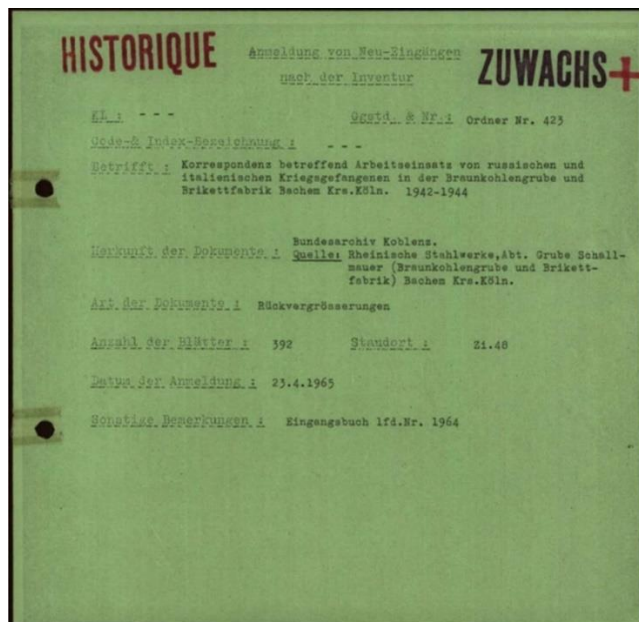 HISTORIQUE
Anmeldung von Neu-Eingängen
nach der Inventur
ZUWACHS+
KL : - - -
Ggstd. & Nr.: Ordner Nr. 423
Code-& Index-Bezeichnung : - - -
Betrifft : Korrespondenz betreffend Arbeitseinsatz von russischen und
italienischen Kriegsgefangenen in der Braunkohlengrube und
Brikettfabrik Bachem Krs.Köln. 1942-1944
Herkunft der Dokumente : Bundesarchiv Koblenz.
Quelle: Rheinische Stahlwerke,Abt. Grube Schall-
mauer (Braunkohlengrube und Brikett-
fabrik) Bachem Krs.Köln.
Art der Dokumente : Rückvergrösserungen
Anzahl der Blätter : 392 Standort : Zi.48
Datum der Anmeldung : 23.4.1965
Sonstige Bemerkungen : Eingangsbuch lfd.Nr. 1964